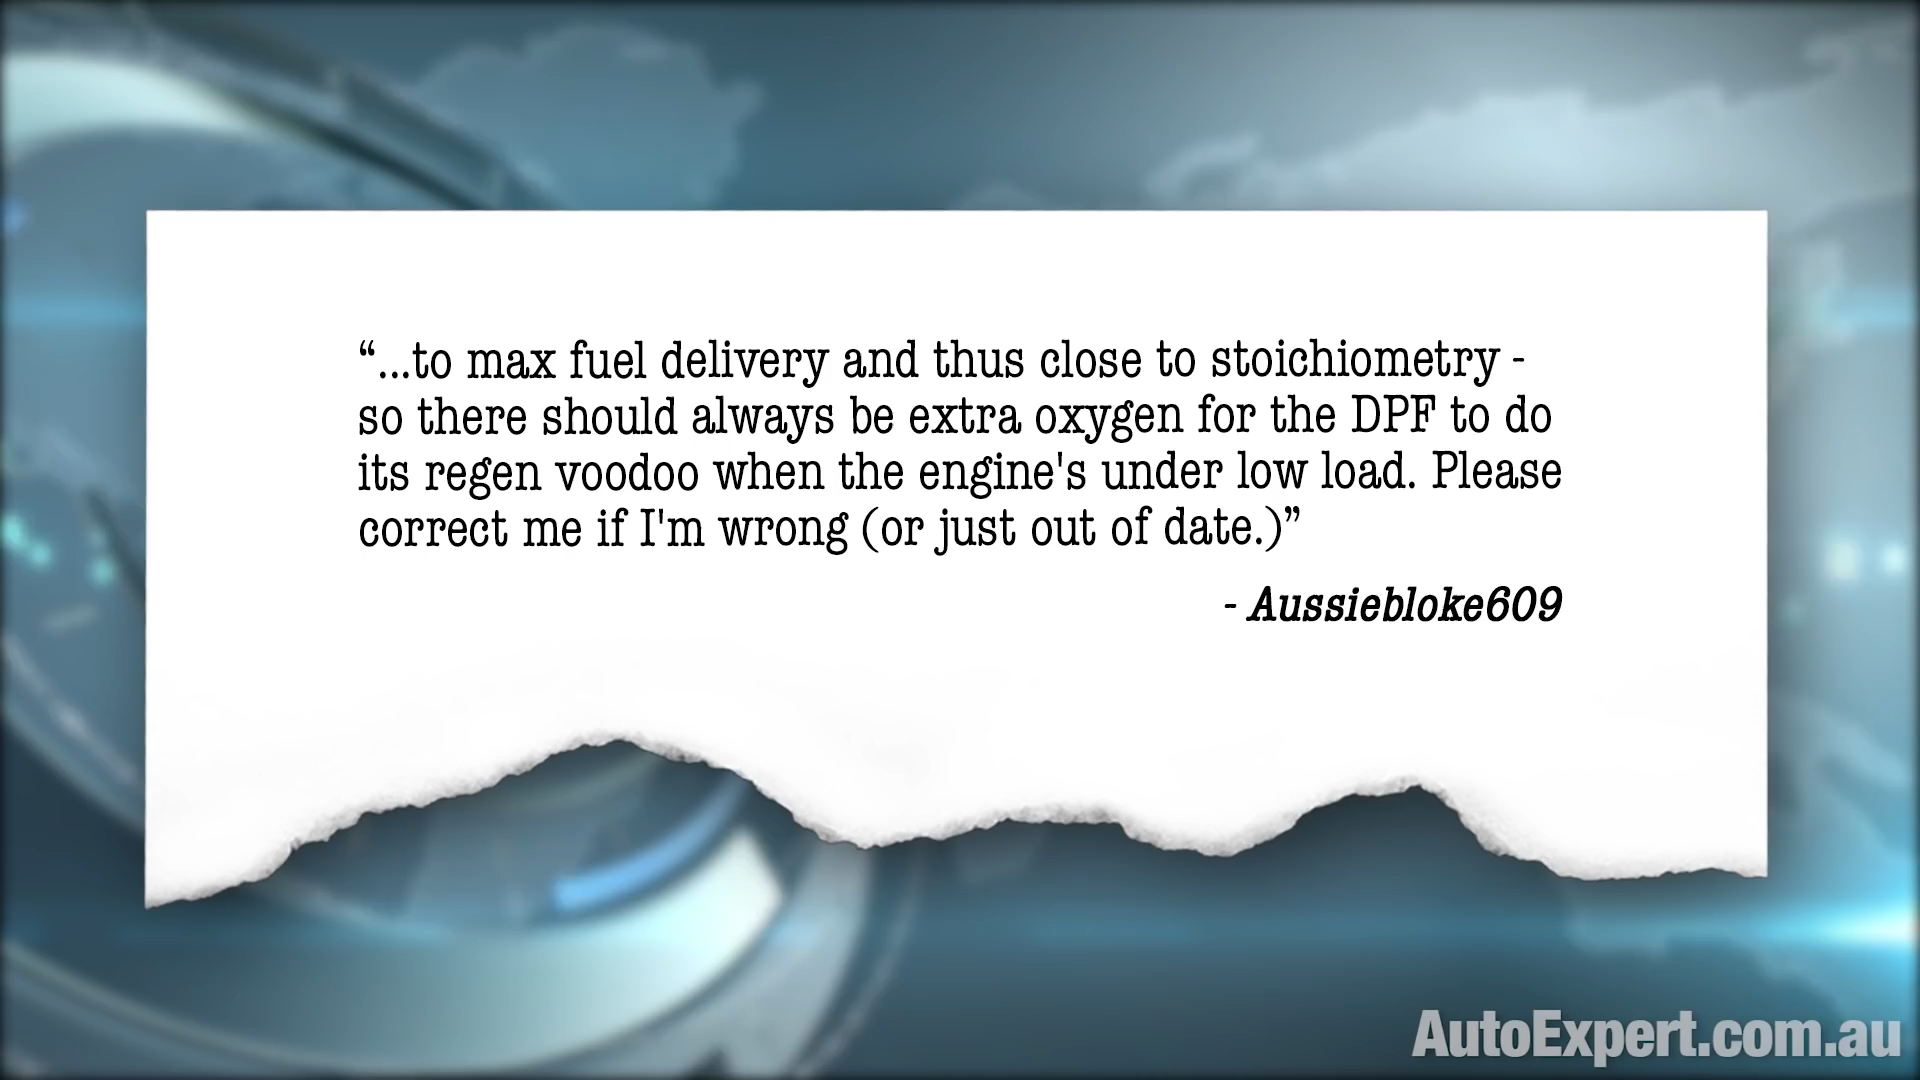 “...to max fuel delivery and thus close to stoichiometry -
so there should always be extra oxygen for the DPF to do
its regen voodoo when the engine's under low load. Please
correct me if I'm wrong (or just out of date.)”
- Aussiebloke609
AutoExpert.com.au